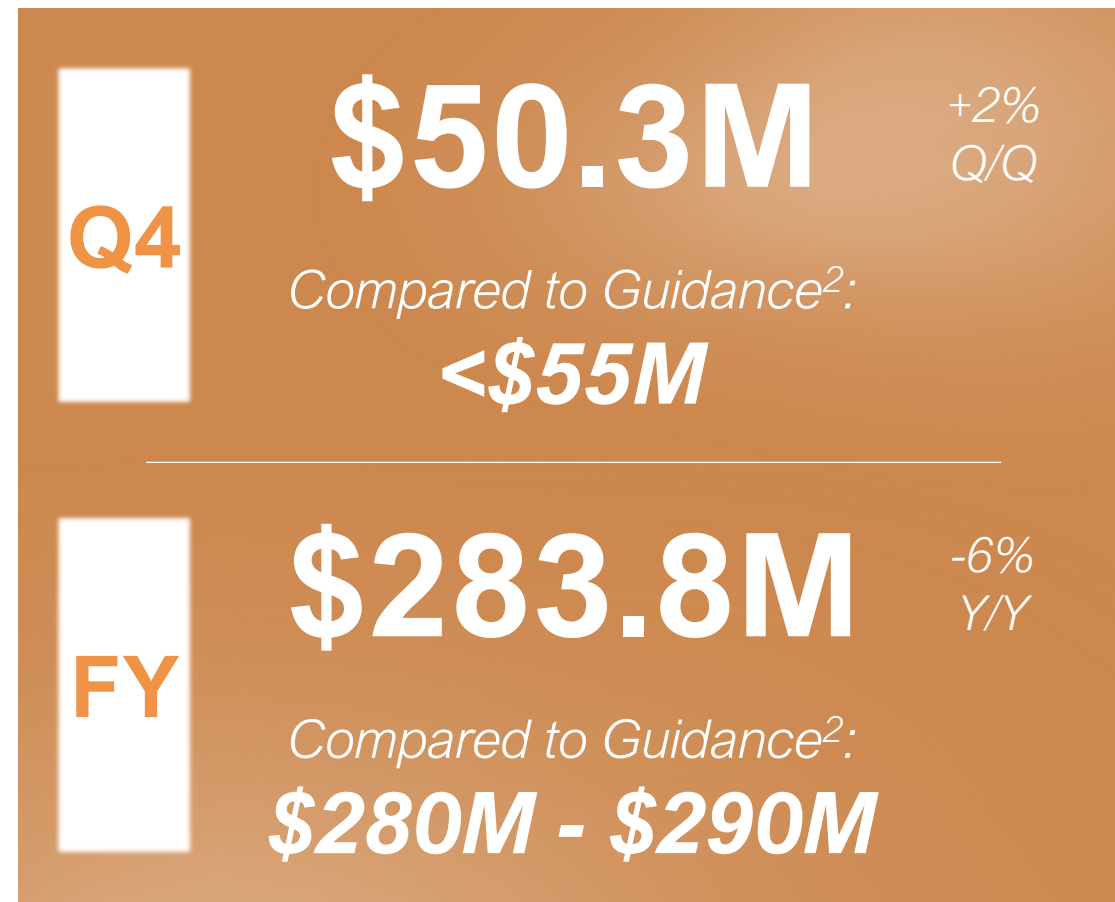 Q4
$50.3M
+2%
Q/Q
Compared to Guidance²:
<$55M
FY
$283.8M
-6%
Y/Y
Compared to Guidance²:
$280M - $290M